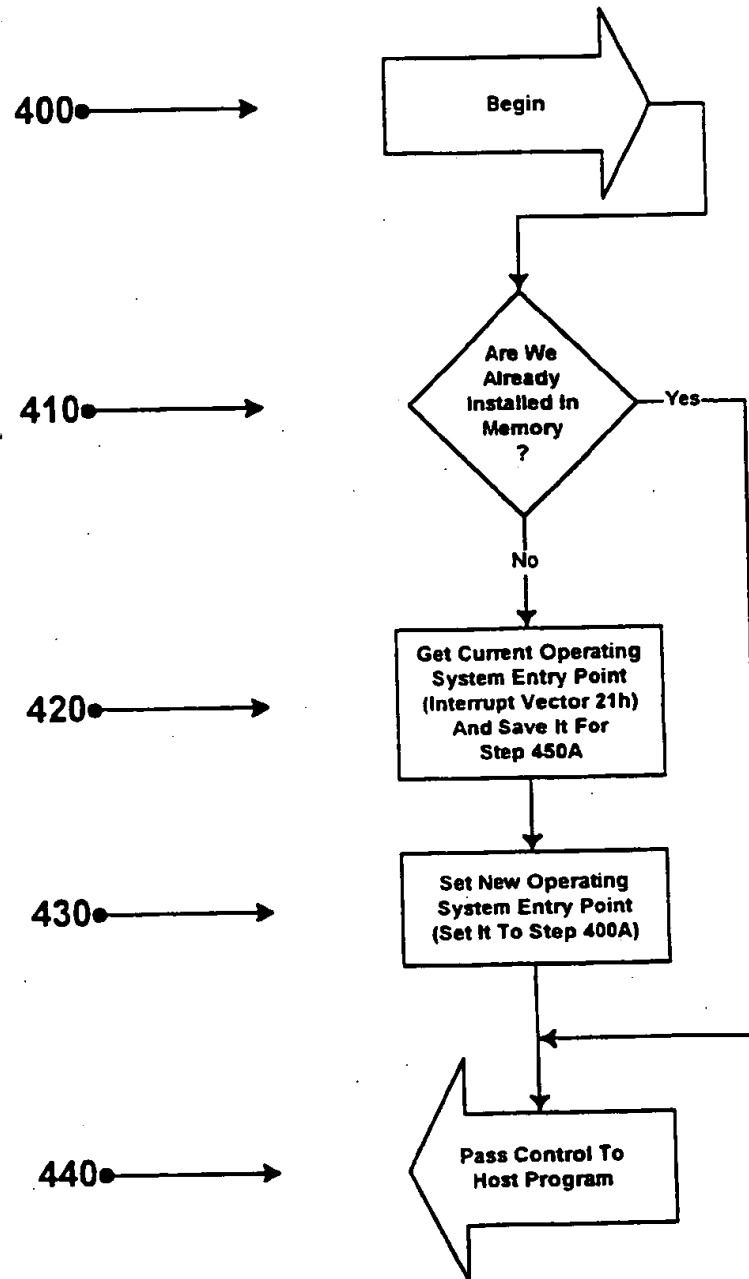 400
Begin
Are We
Already
Installed In
Memory
?
410
Yes
No
Get Current Operating
System Entry Point
(Interrupt Vector 21h)
And Save It For
Step 450A
420
Set New Operating
System Entry Point
(Set It To Step 400A)
430
Pass Control To
Host Program
440